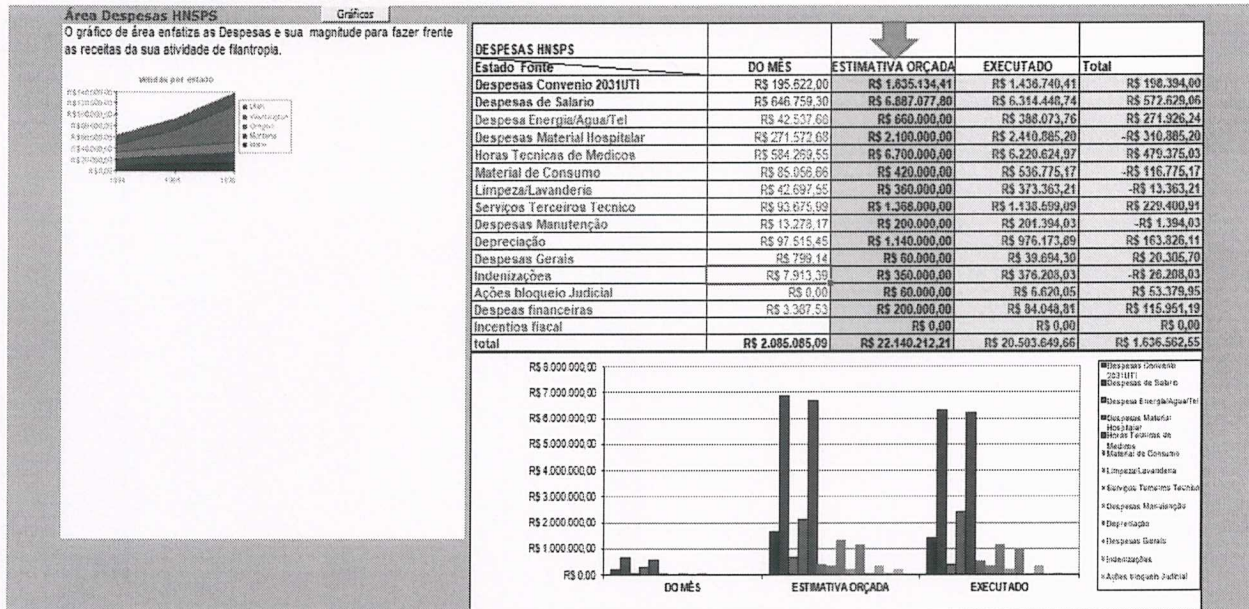 Área Despesas HNSPS
Gráficos
O gráfico de área enfatiza as Despesas e sua magnitude para fazer frente
as receitas da sua atividade de filantropia.
Vendas por estado
1994 1995 1976
DESPESAS HNSPS
Estado Fonte DO MÊS ESTIMATIVA ORÇADA EXECUTADO Total
Despesas Convenio 2031UTI R$ 195.622,00 R$ 1.635.134,41 R$ 1.436.740,41 R$ 198.394,00
Despesas de Salario R$ 646.759,30 R$ 6.887.077,80 R$ 6.314.448,74 R$ 572.629,06
Despesa Energia/Agua/Tel R$ 42.537,66 R$ 660.000,00 R$ 388.073,76 R$ 271.926,24
Despesas Material Hospitalar R$ 271.572,68 R$ 2.100.000,00 R$ 2.410.885,20 -R$ 310.885,20
Horas Tecnicas de Medicos R$ 584.269,55 R$ 6.700.000,00 R$ 6.220.624,97 R$ 479.375,03
Material de Consumo R$ 85.056,66 R$ 420.000,00 R$ 536.775,17 -R$ 116.775,17
Limpeza/Lavanderia R$ 42.697,55 R$ 360.000,00 R$ 373.363,21 -R$ 13.363,21
Serviços Terceiros Tecnico R$ 93.675,99 R$ 1.368.000,00 R$ 1.138.599,09 R$ 229.400,91
Despesas Manutenção R$ 13.278,17 R$ 200.000,00 R$ 201.394,03 -R$ 1.394,03
Depreciação R$ 97.515,45 R$ 1.140.000,00 R$ 976.173,89 R$ 163.826,11
Despesas Gerais R$ 799,14 R$ 60.000,00 R$ 39.694,30 R$ 20.305,70
Indenizações R$ 7.913,39 R$ 350.000,00 R$ 376.208,03 -R$ 26.208,03
Ações bloqueio Judicial R$ 0,00 R$ 60.000,00 R$ 6.620,05 R$ 53.379,95
Despeas financeiras R$ 3.387,53 R$ 200.000,00 R$ 84.048,81 R$ 115.951,19
Incentios fiscal R$ 0,00 R$ 0,00 R$ 0,00
total R$ 2.085.085,09 R$ 22.140.212,21 R$ 20.503.649,66 R$ 1.636.562,55
R$ 8.000.000,00
R$ 7.000.000,00
R$ 6.000.000,00
R$ 5.000.000,00
R$ 4.000.000,00
R$ 3.000.000,00
R$ 2.000.000,00
R$ 1.000.000,00
R$ 0,00
DO MÊS ESTIMATIVA ORÇADA EXECUTADO
Despesas Convenio
2031UTI
Despesas de Salario
Despesa Energia/Agua/Tel
Despesas Material
Hospitalar
Horas Tecnicas de
Medicos
Material de Consumo
Limpeza/Lavanderia
Serviços Terceiros Tecnico
Despesas Manutenção
Depreciação
Despesas Gerais
Indenizações
Ações bloqueio Judicial